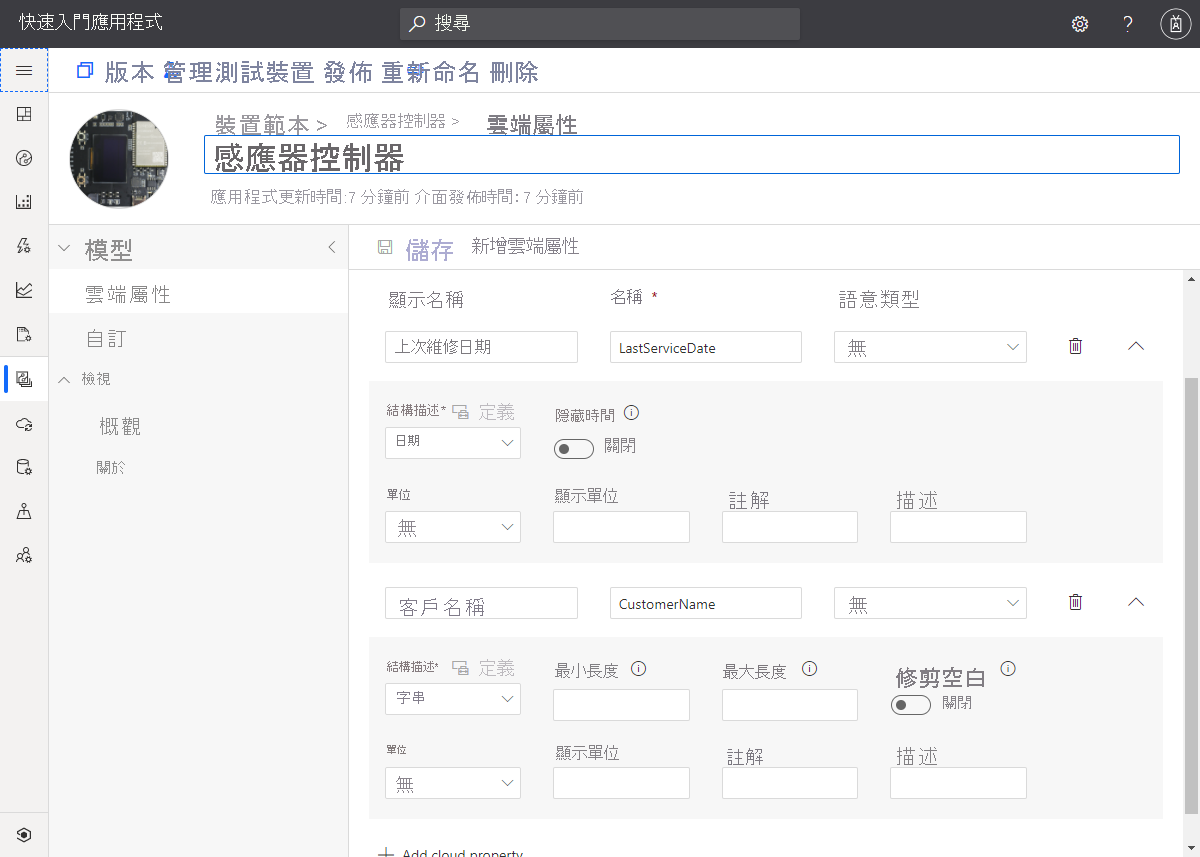 快速入門應用程式
搜尋
版本 管理測試裝置 發佈 重新命名 刪除
裝置範本 > 感應器控制器 > 雲端屬性
感應器控制器
應用程式更新時間:7 分鐘前 介面發佈時間: 7 分鐘前
模型
雲端屬性
自訂
檢視
概觀
關於
儲存 新增雲端屬性
顯示名稱 名稱 * 語意類型
上次維修日期 LastServiceDate 無
結構描述* 定義 隱藏時間
日期 關閉
單位 顯示單位 註解 描述
無
客戶名稱 CustomerName 無
結構描述* 定義 最小長度 最大長度 修剪空白
字串 關閉
單位 顯示單位 註解 描述
無
Add cloud property